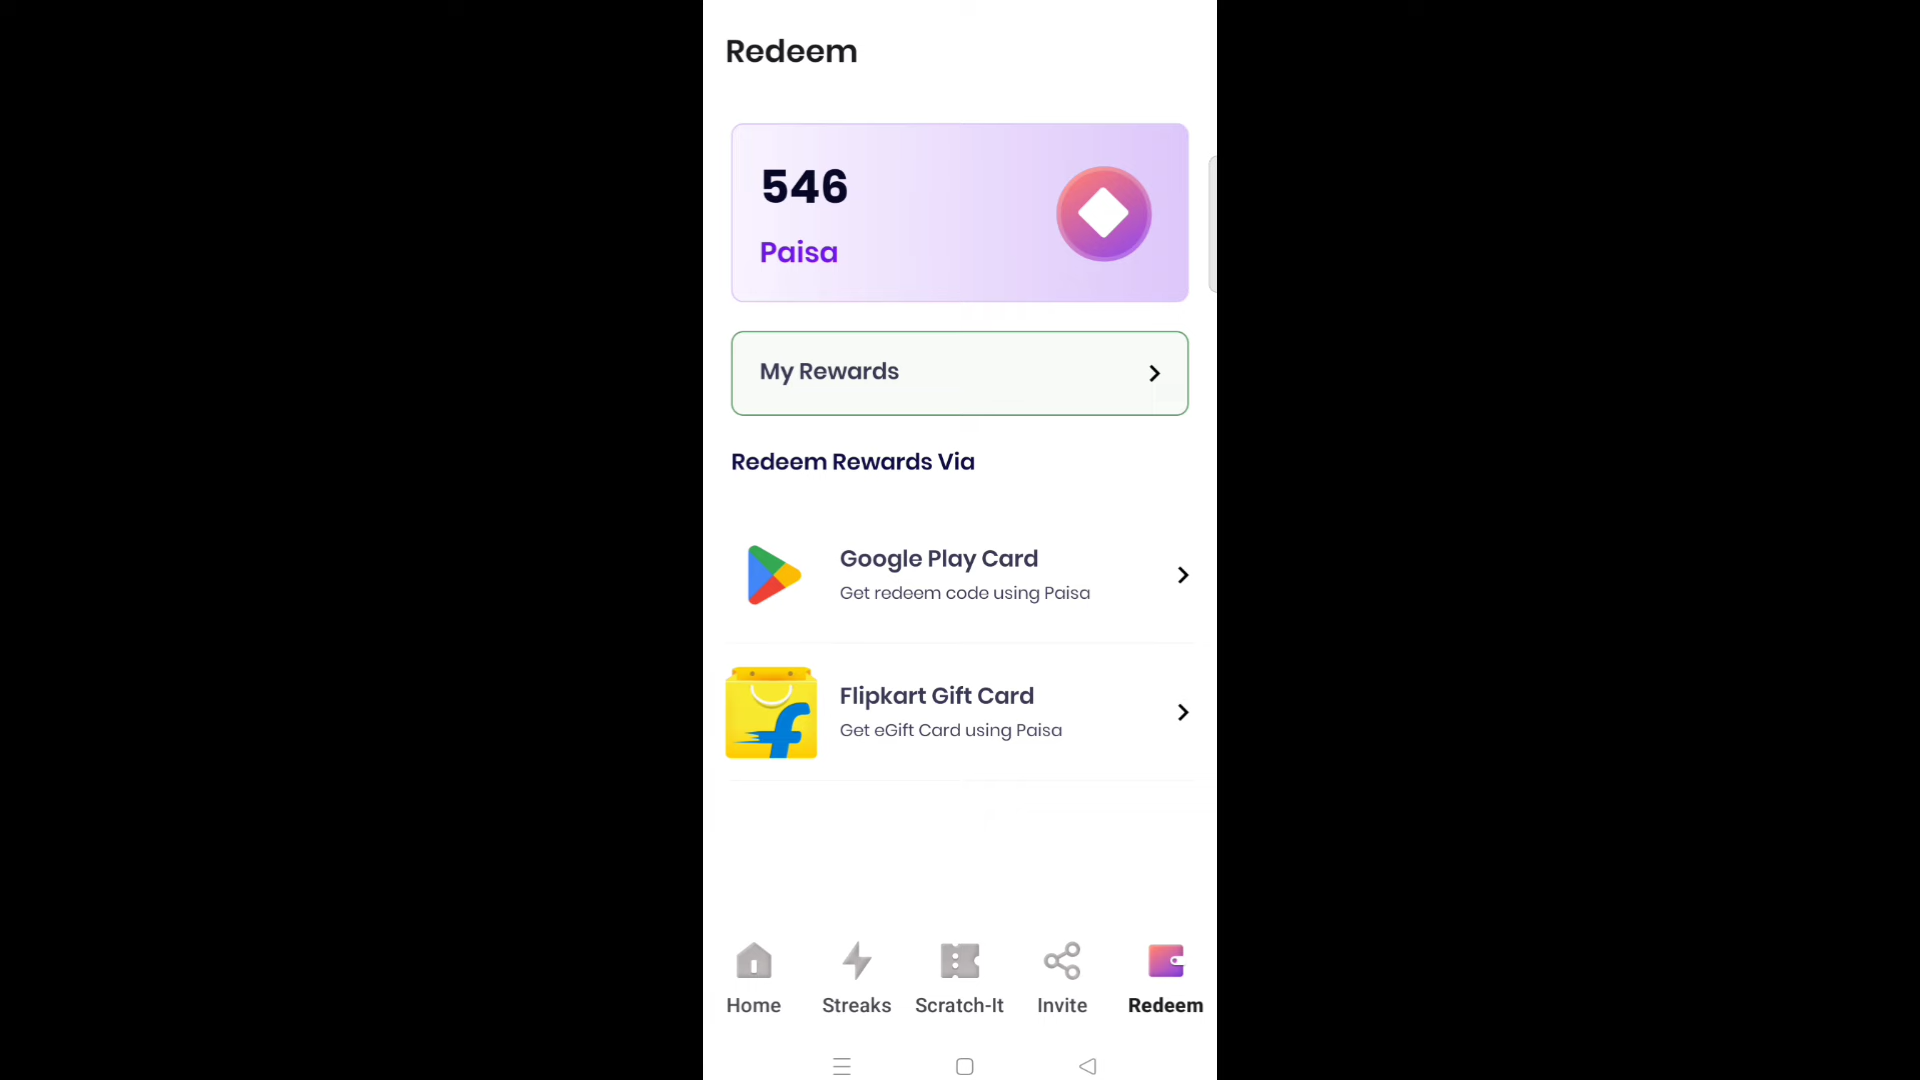 Redeem
546
Paisa
My Rewards
Redeem Rewards Via
Google Play Card
Get redeem code using Paisa
Flipkart Gift Card
Get eGift Card using Paisa
Home
Streaks
Scratch-It
Invite
Redeem